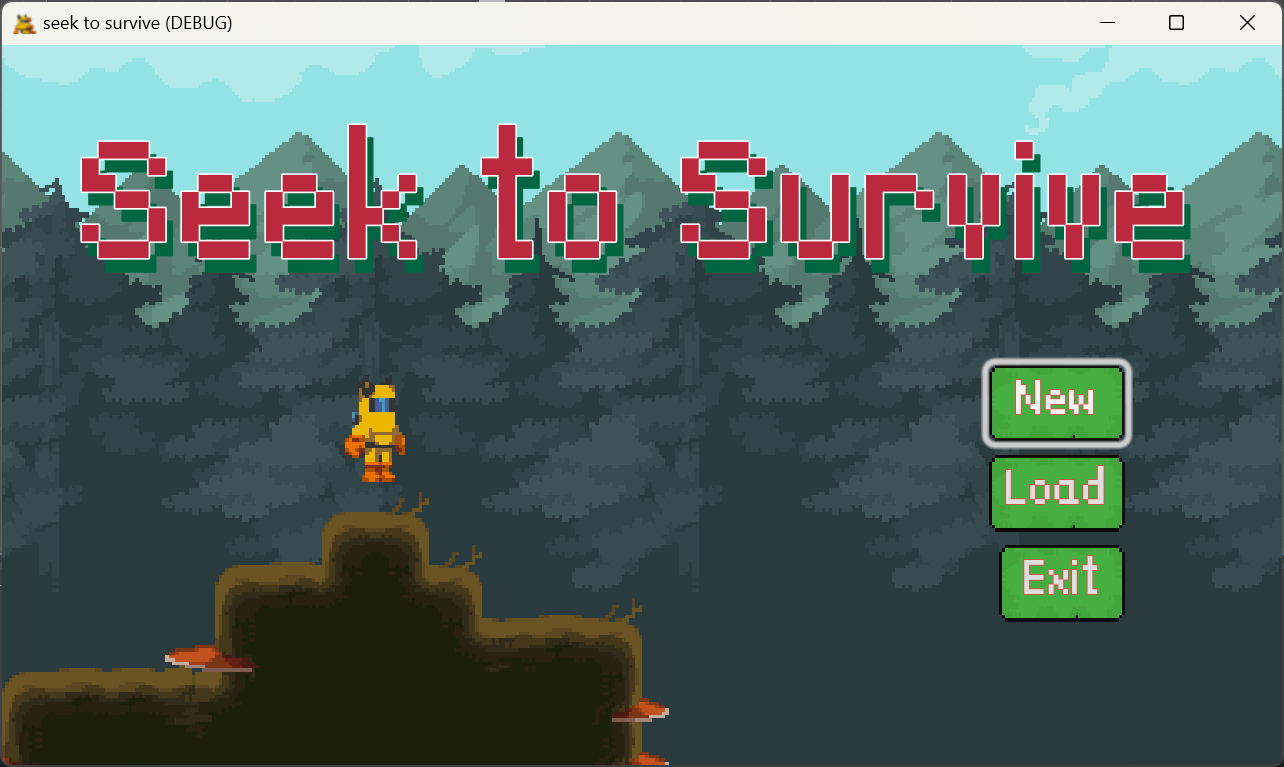 seek to survive (DEBUG)
Seek to Survive
New
Load
Exit